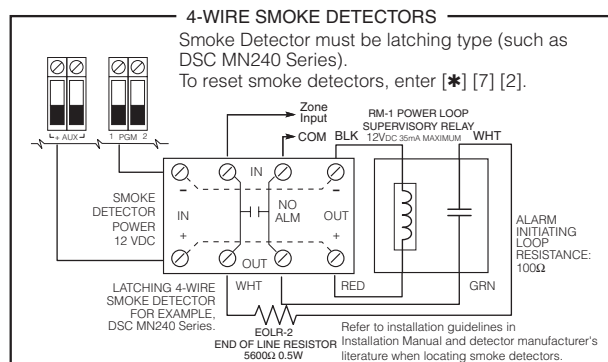 4-WIRE SMOKE DETECTORS
Smoke Detector must be latching type (such as
DSC MN240 Series).
To reset smoke detectors, enter [✱] [7] [2].
+ AUX -
1 PGM 2
Zone
Input
COM
BLK
RM-1 POWER LOOP
SUPERVISORY RELAY
12VDC 35mA MAXIMUM
WHT
SMOKE
DETECTOR
POWER
12 VDC
-
IN
-
IN
+
NO
ALM
OUT
+
OUT
ALARM
INITIATING
LOOP
RESISTANCE:
100Ω
LATCHING 4-WIRE
SMOKE DETECTOR
FOR EXAMPLE,
DSC MN240 Series.
WHT
RED
GRN
EOLR-2
END OF LINE RESISTOR
5600Ω 0.5W
Refer to installation guidelines in
Installation Manual and detector manufacturer's
literature when locating smoke detectors.